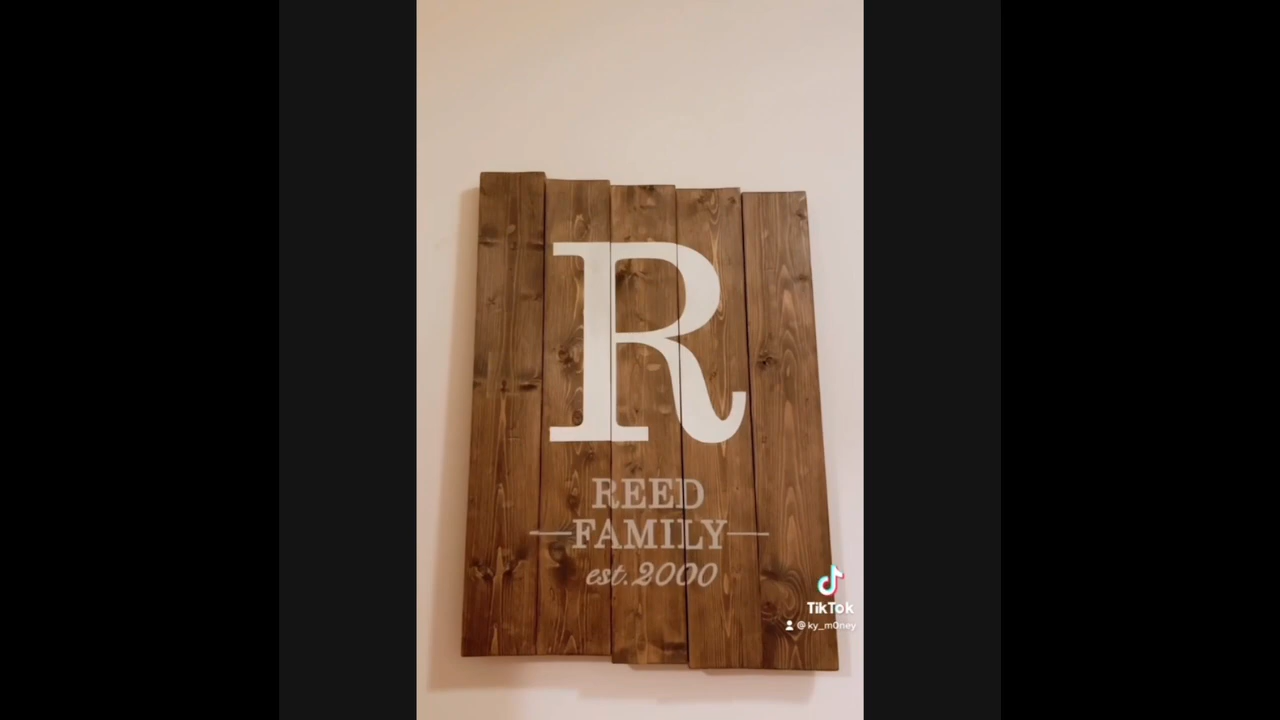 R
REED
—FAMILY—
est. 2000
TikTok
@ky_m0ney